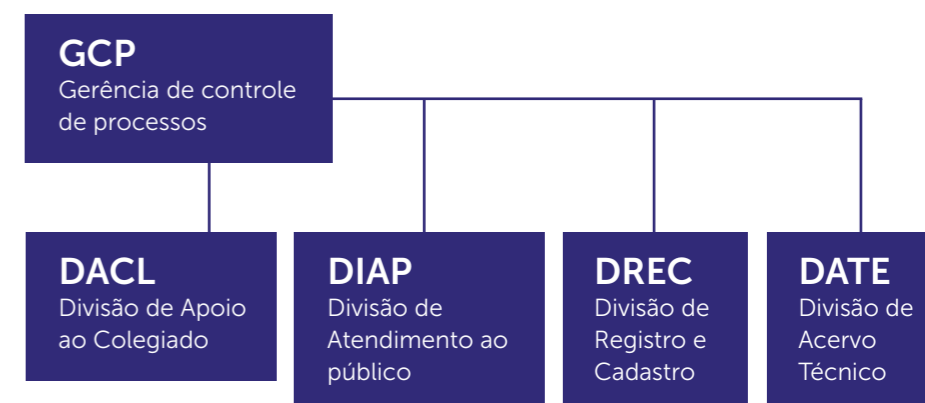 GCP
Gerência de controle
de processos
DACL
Divisão de Apoio
ao Colegiado
DIAP
Divisão de
Atendimento ao
público
DREC
Divisão de
Registro e
Cadastro
DATE
Divisão de
Acervo
Técnico